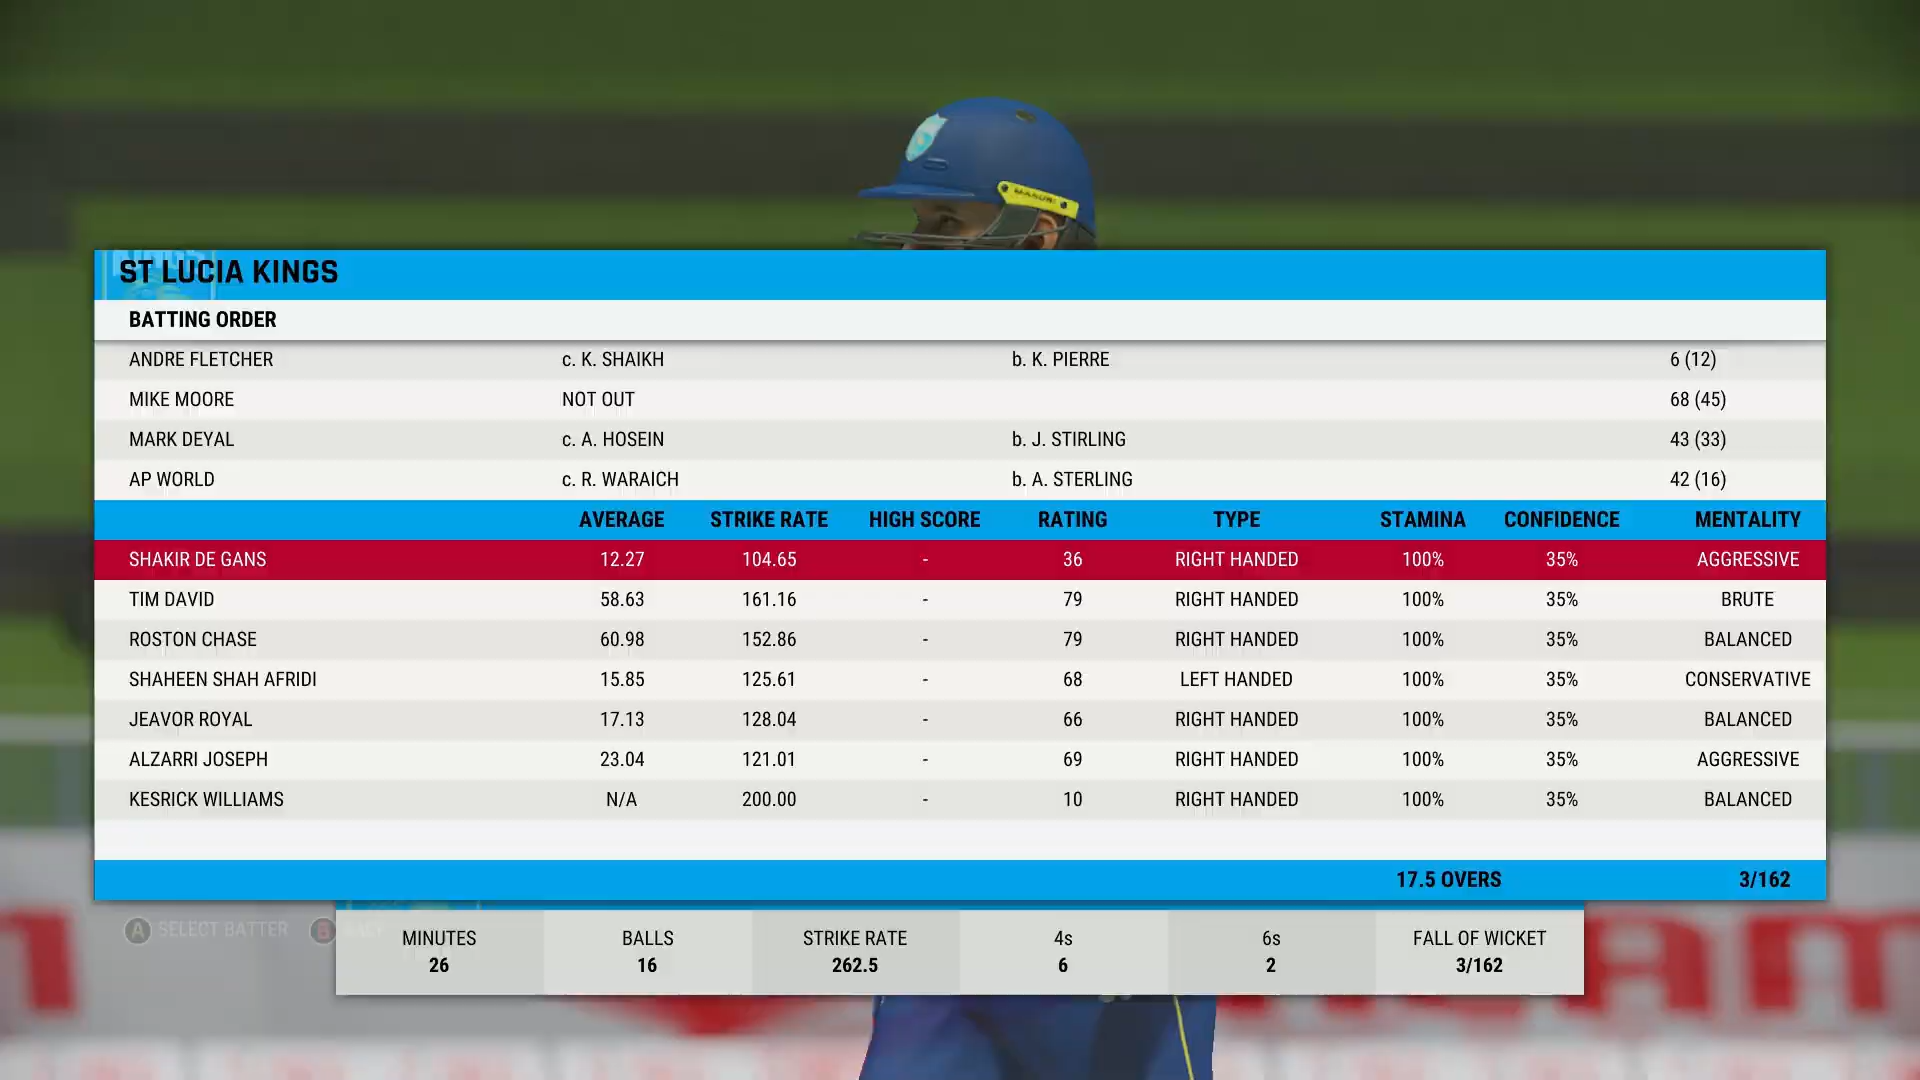 ST LUCIA KINGS
BATTING ORDER
ANDRE FLETCHER c. K. SHAIKH b. K. PIERRE 6 (12)
MIKE MOORE NOT OUT 68 (45)
MARK DEYAL c. A. HOSEIN b. J. STIRLING 43 (33)
AP WORLD c. R. WARAICH b. A. STERLING 42 (16)
AVERAGE STRIKE RATE HIGH SCORE RATING TYPE STAMINA CONFIDENCE MENTALITY
SHAKIR DE GANS 12.27 104.65 - 36 RIGHT HANDED 100% 35% AGGRESSIVE
TIM DAVID 58.63 161.16 - 79 RIGHT HANDED 100% 35% BRUTE
ROSTON CHASE 60.98 152.86 - 79 RIGHT HANDED 100% 35% BALANCED
SHAHEEN SHAH AFRIDI 15.85 125.61 - 68 LEFT HANDED 100% 35% CONSERVATIVE
JEAVOR ROYAL 17.13 128.04 - 66 RIGHT HANDED 100% 35% BALANCED
ALZARRI JOSEPH 23.04 121.01 - 69 RIGHT HANDED 100% 35% AGGRESSIVE
KESRICK WILLIAMS N/A 200.00 - 10 RIGHT HANDED 100% 35% BALANCED
17.5 OVERS 3/162
A SELECT BATTER B
MINUTES BALLS STRIKE RATE 4s 6s FALL OF WICKET
26 16 262.5 6 2 3/162